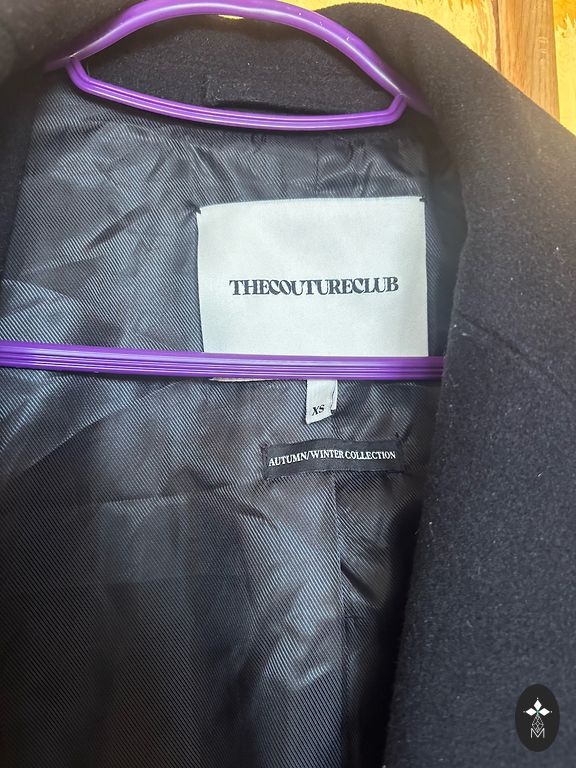 THECOUTURECLUB
XS
AUTUMN/WINTER COLLECTION
M